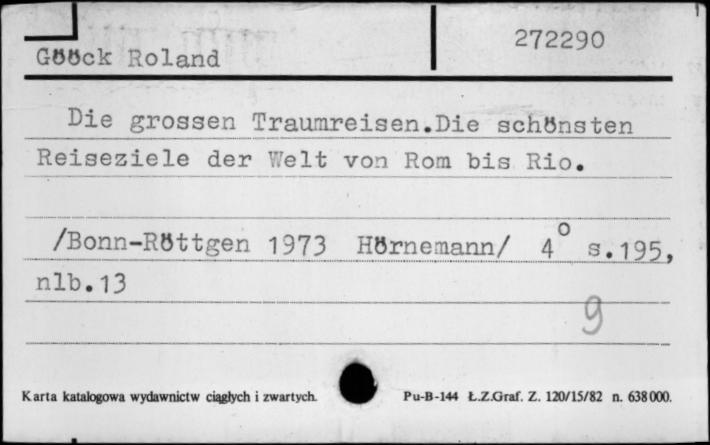 272290
Gööck Roland
Die grossen Traumreisen.Die schönsten
Reiseziele der Welt von Rom bis Rio.
/Bonn-Röttgen 1973 Hörnemann/ 4° s.195,
nlb.13
9
Karta katalogowa wydawnictw ciągłych i zwartych. Pu-B-144 Ł.Z.Graf. Z. 120/15/82 n. 638000.